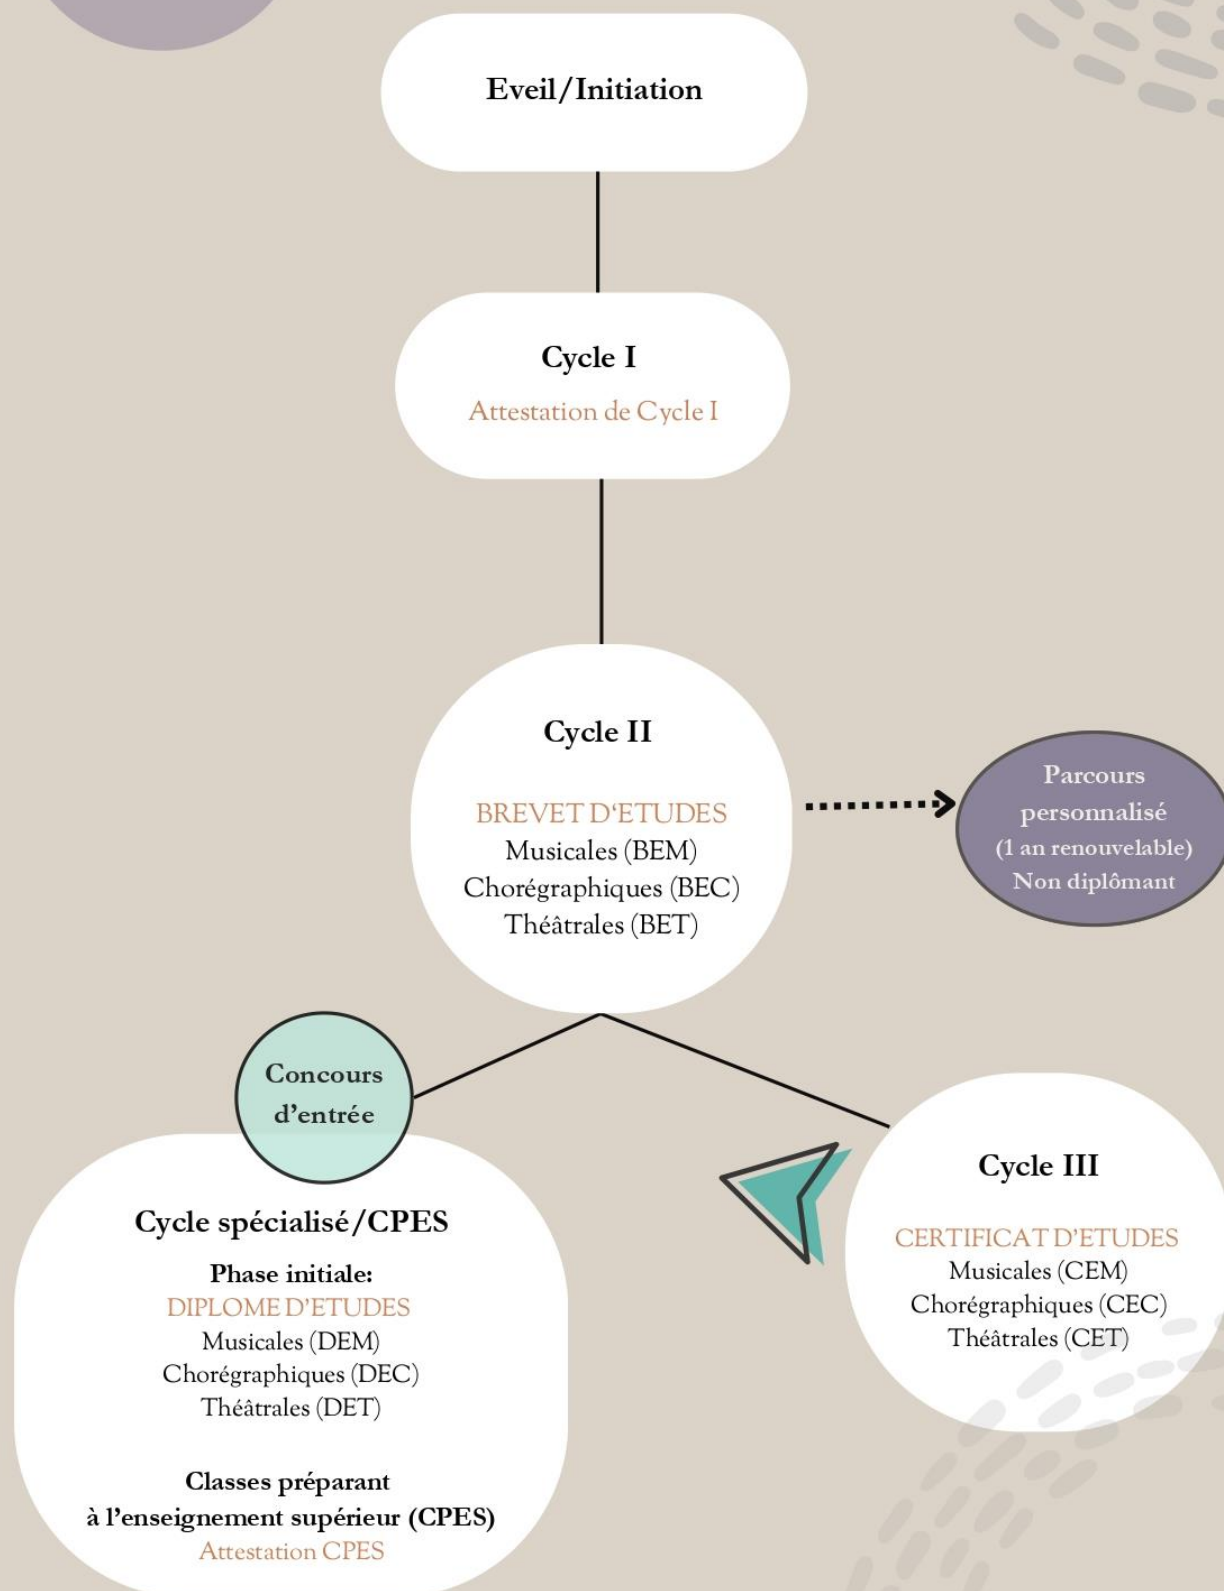 Eveil/Initiation
Cycle I
Attestation de Cycle I
Cycle II
BREVET D‘ETUDES
Musicales (BEM)
Chorégraphiques (BEC)
Théâtrales (BET)
Parcours
personnalisé
(1 an renouvelable)
Non diplômant
Concours
d’entrée
Cycle spécialisé/CPES
Phase initiale:
DIPLOME D’ETUDES
Musicales (DEM)
Chorégraphiques (DEC)
Théâtrales (DET)
Classes préparant
à l’enseignement supérieur (CPES)
Attestation CPES
Cycle III
CERTIFICAT D’ETUDES
Musicales (CEM)
Chorégraphiques (CEC)
Théâtrales (CET)